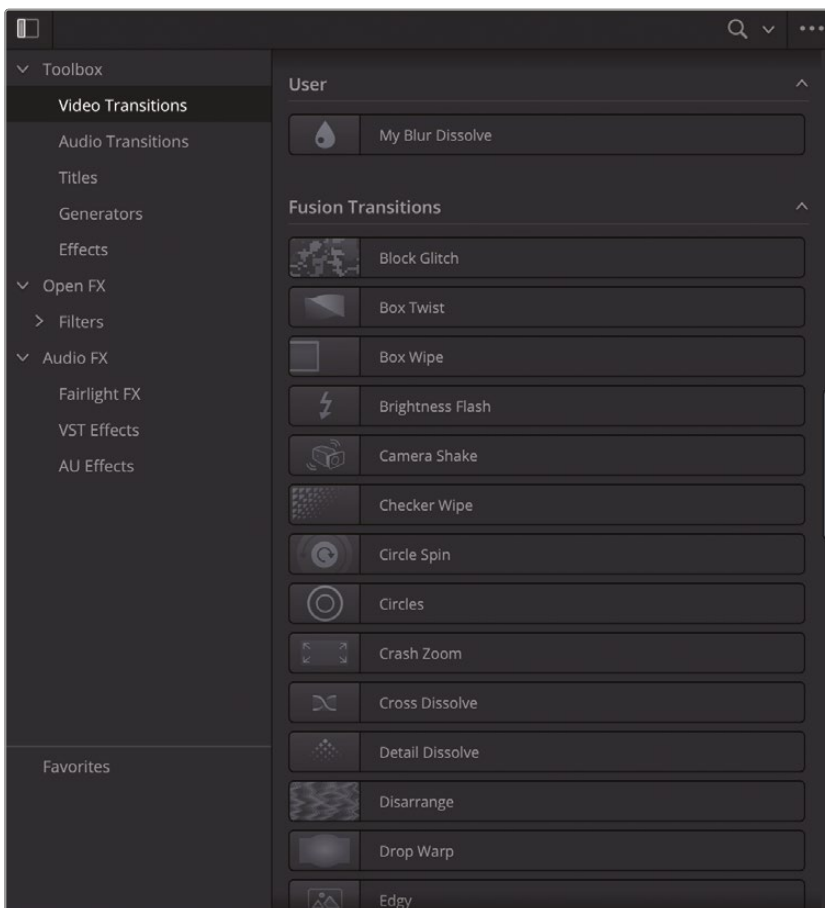 Toolbox
Video Transitions
Audio Transitions
Titles
Generators
Effects
Open FX
Filters
Audio FX
Fairlight FX
VST Effects
AU Effects
Favorites
User
My Blur Dissolve
Fusion Transitions
Block Glitch
Box Twist
Box Wipe
Brightness Flash
Camera Shake
Checker Wipe
Circle Spin
Circles
Crash Zoom
Cross Dissolve
Detail Dissolve
Disarrange
Drop Warp
Edgy